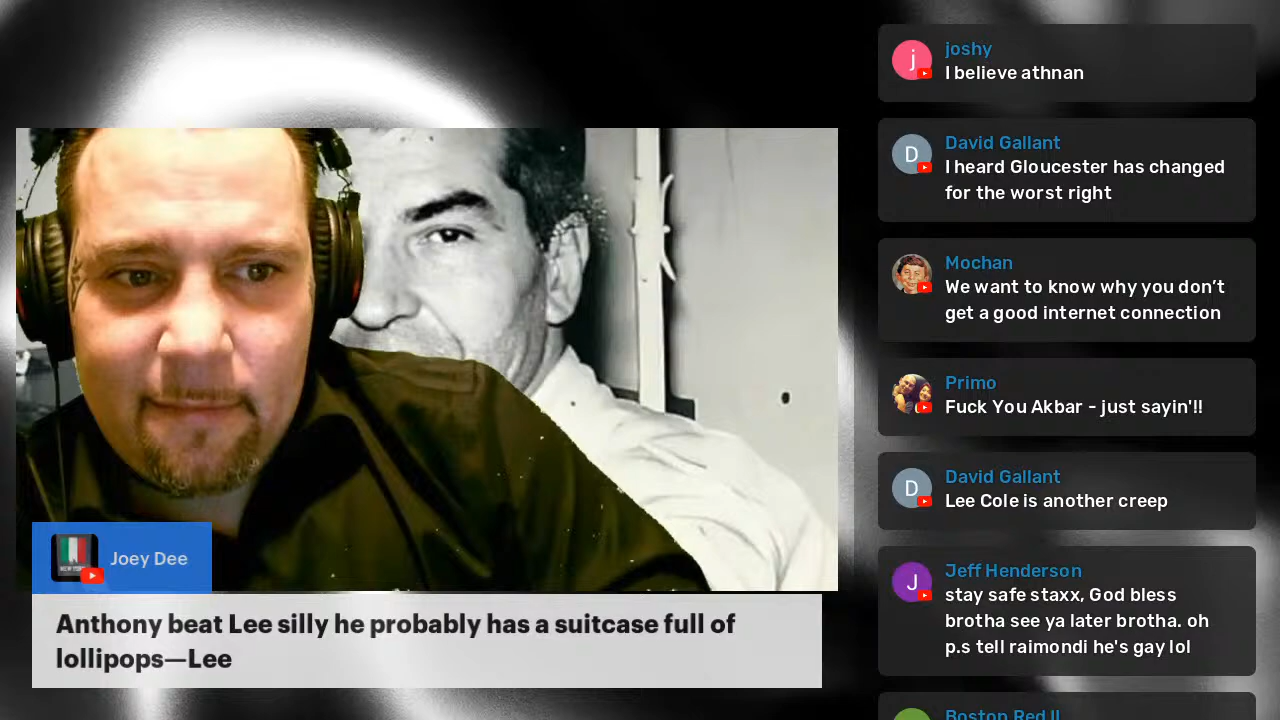 joshy
I believe athnan
David Gallant
I heard Gloucester has changed
for the worst right
Mochan
We want to know why you don’t
get a good internet connection
Primo
Fuck You Akbar - just sayin'!!
David Gallant
Lee Cole is another creep
Jeff Henderson
stay safe staxx, God bless
brotha see ya later brotha. oh
p.s tell raimondi he's gay lol
Boston Red II
Joey Dee
Anthony beat Lee silly he probably has a suitcase full of
lollipops—Lee